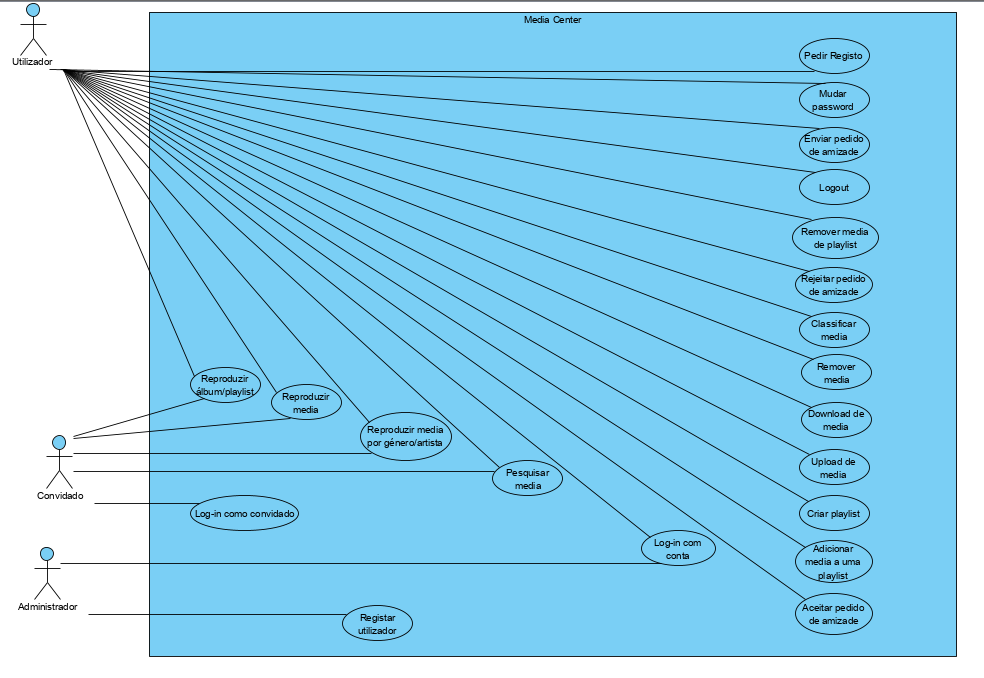 Media Center
Utilizador
Pedir Registo
Mudar
password
Enviar pedido
de amizade
Logout
Remover media
de playlist
Rejeitar pedido
de amizade
Classificar
media
Remover
media
Reproduzir
álbum/playlist
Reproduzir
media
Download de
media
Reproduzir media
por género/artista
Upload de
media
Pesquisar
media
Convidado
Log-in como convidado
Criar playlist
Log-in com
conta
Adicionar
media a uma
playlist
Administrador
Aceitar pedido
de amizade
Registar
utilizador